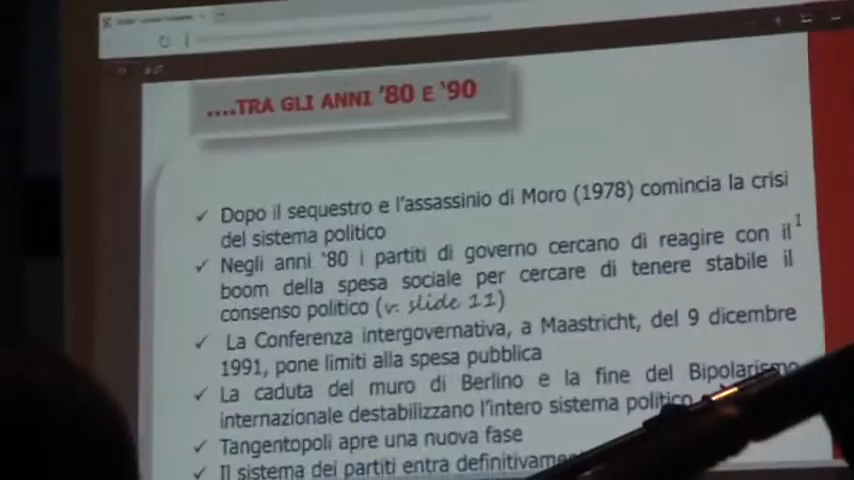 ....TRA GLI ANNI '80 E '90
✓ Dopo il sequestro e l'assassinio di Moro (1978) comincia la crisi
del sistema politico
✓ Negli anni '80 i partiti di governo cercano di reagire con il 1
boom della spesa sociale per cercare di tenere stabile il
consenso politico (v. slide 11)
✓ La Conferenza intergovernativa, a Maastricht, del 9 dicembre
1991, pone limiti alla spesa pubblica
✓ La caduta del muro di Berlino e la fine del Bipolarismo
internazionale destabilizzano l'intero sistema politico
✓ Tangentopoli apre una nuova fase
✓ Il sistema dei partiti entra